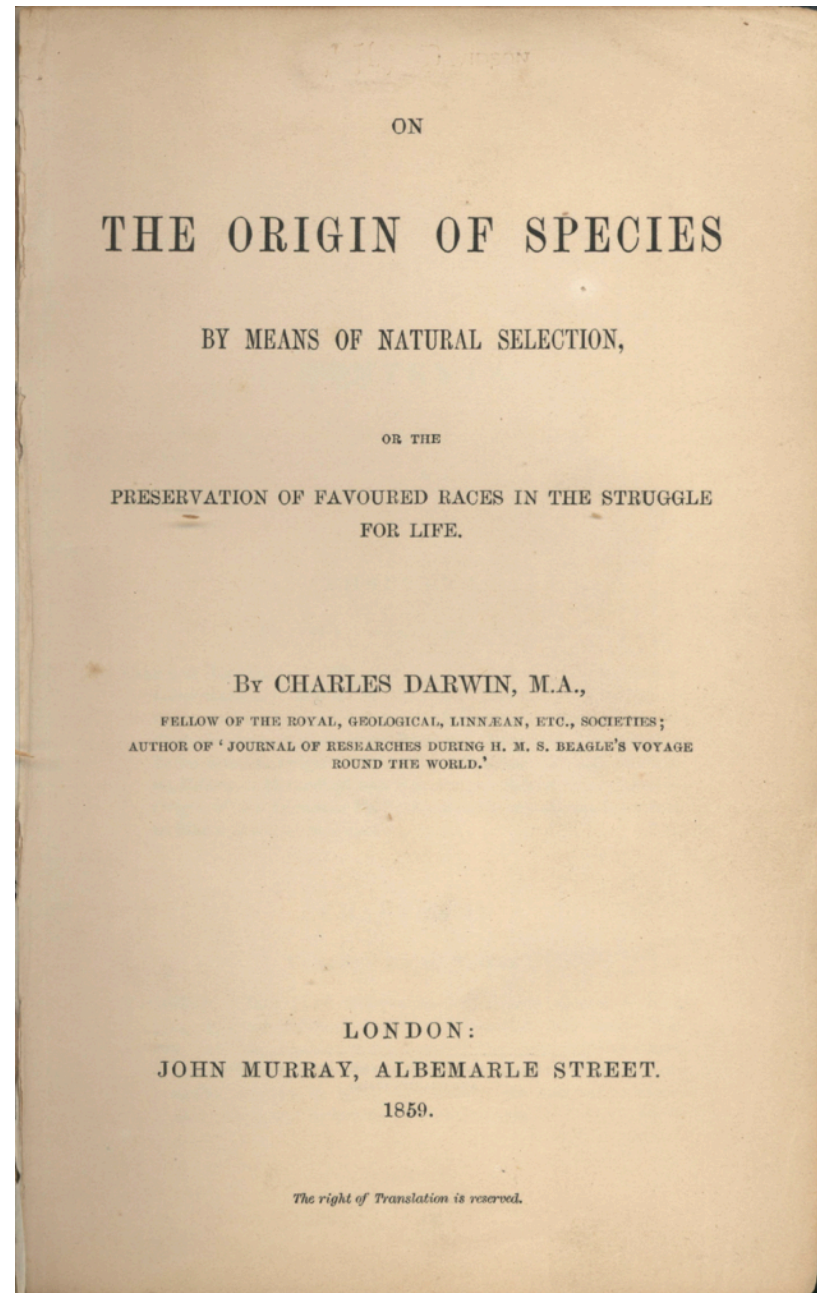 ON
THE ORIGIN OF SPECIES
BY MEANS OF NATURAL SELECTION,
OR THE
PRESERVATION OF FAVOURED RACES IN THE STRUGGLE
FOR LIFE.
BY CHARLES DARWIN, M.A.,
FELLOW OF THE ROYAL, GEOLOGICAL, LINNÆAN, ETC., SOCIETIES;
AUTHOR OF ‘JOURNAL OF RESEARCHES DURING H. M. S. BEAGLE’S VOYAGE
ROUND THE WORLD.’
LONDON:
JOHN MURRAY, ALBEMARLE STREET.
1859.
The right of Translation is reserved.